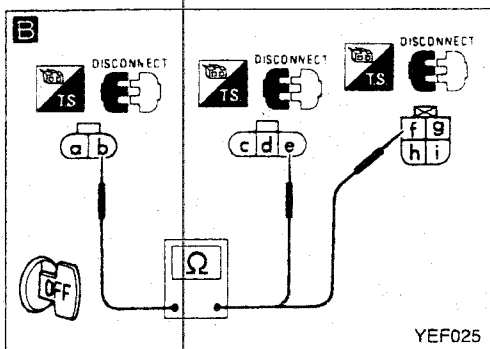 B
DISCONNECT
DISCONNECT
DISCONNECT
T.S.
T.S.
T.S.
a b
c d e
f g
h i
Ω
OFF
YEF025